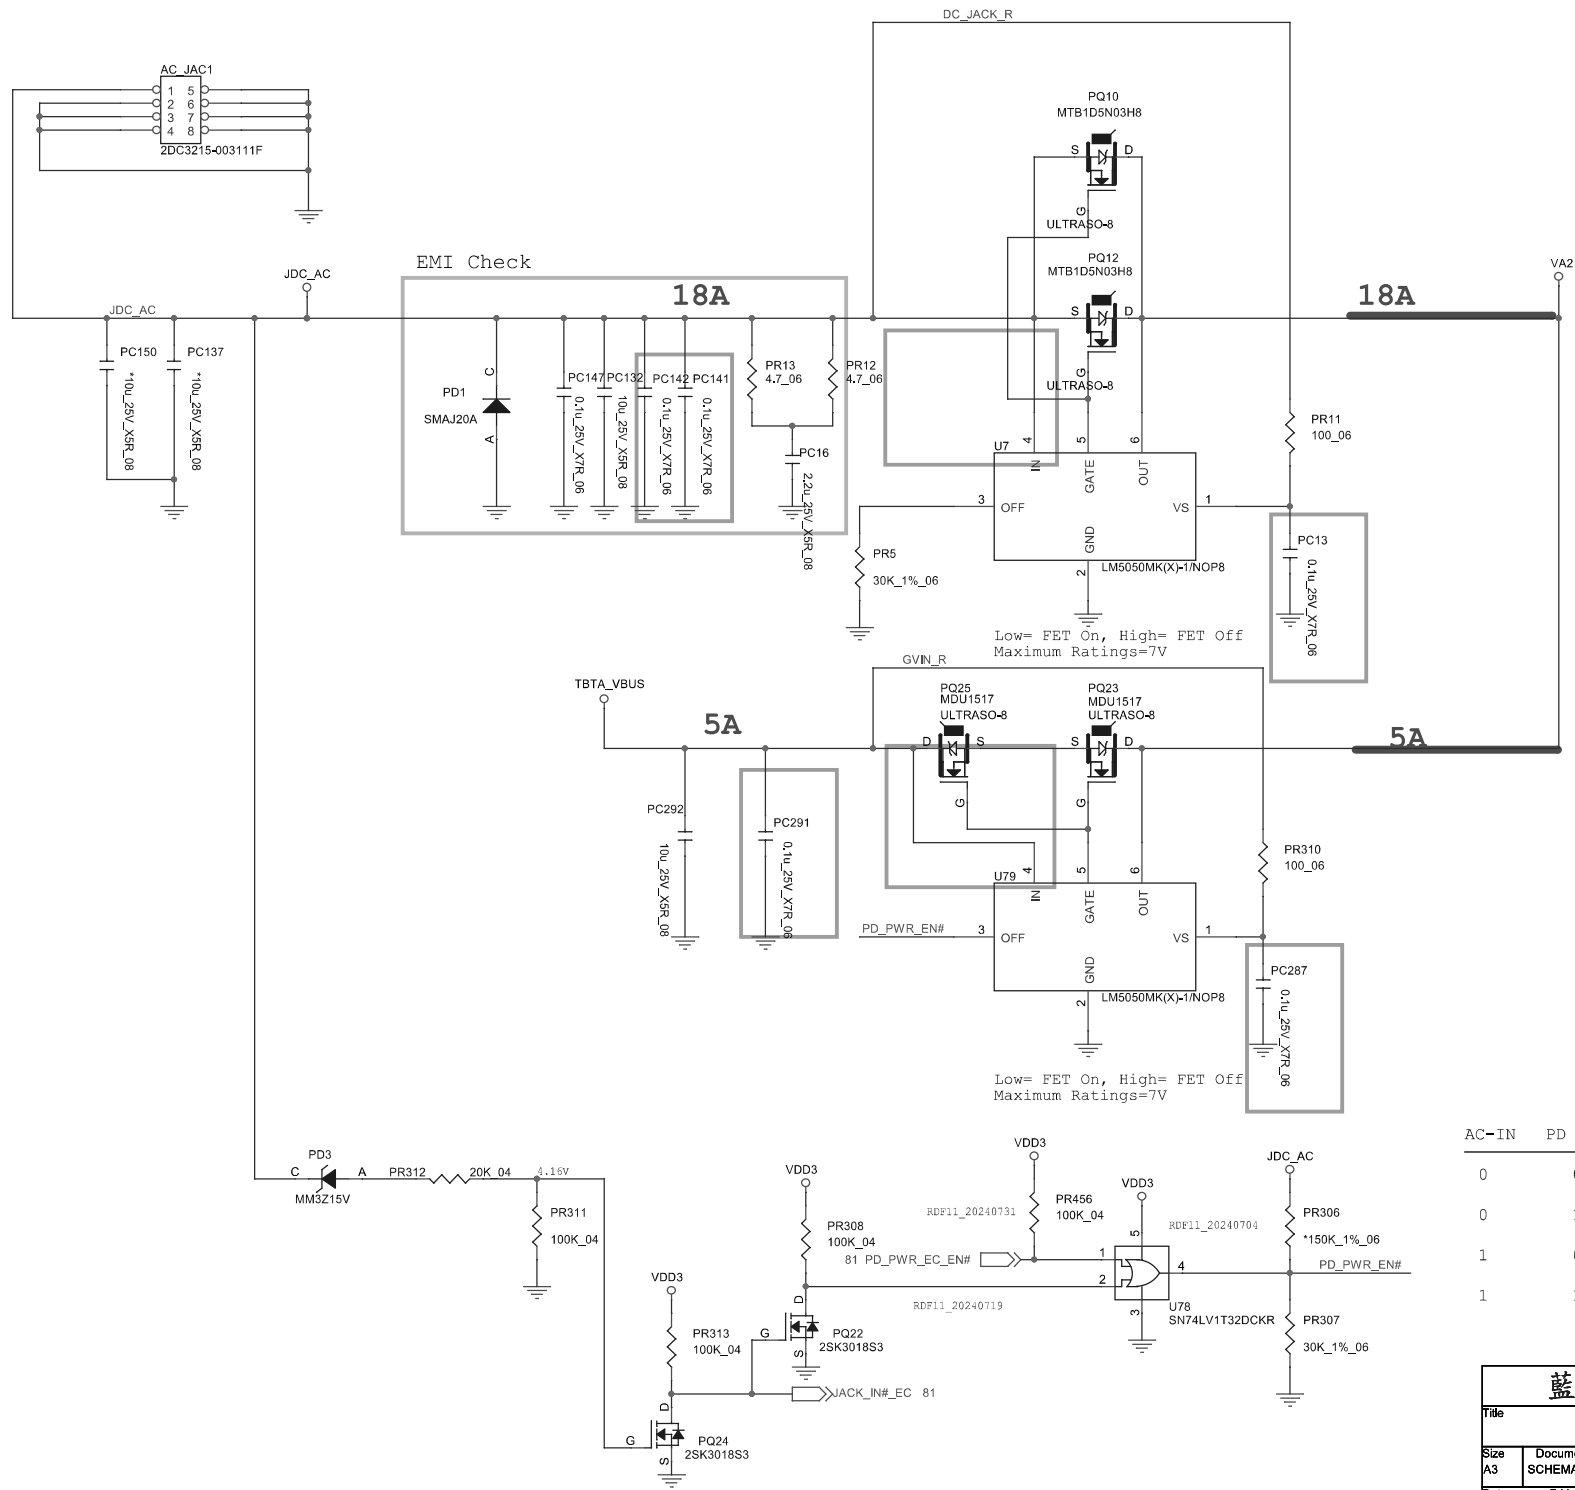 DC_JACK_R
AC_JAC1
1 5
2 6
3 7
4 8
2DC3215-003111F
PQ10
MTB1D5N03H8
S D
G
ULTRASO-8
PQ12
MTB1D5N03H8
S D
G
ULTRASO-8
EMI Check
18A
18A
VA2
JDC_AC
JDC_AC
PC150
*10u_25V_X5R_08
PC137
*10u_25V_X5R_08
C
PD1
SMAJ20A
A
PC147
0.1u_25V_X7R_06
PC132
10u_25V_X5R_08
PC142
0.1u_25V_X7R_06
PC141
0.1u_25V_X7R_06
PR13
4.7_06
PR12
4.7_06
PC16
2.2u_25V_X5R_08
PR11
100_06
U7
4 5 6
IN GATE OUT
3 OFF
VS 1
GND
2
LM5050MK(X)-1/NOP8
PR5
30K_1%_06
PC13
0.1u_25V_X7R_06
Low= FET On, High= FET Off
Maximum Ratings=7V
GVIN_R
TBTA_VBUS
5A
5A
PQ25
MDU1517
ULTRASO-8
D S
G
PQ23
MDU1517
ULTRASO-8
S D
G
PC292
10u_25V_X5R_08
PC291
0.1u_25V_X7R_06
PR310
100_06
U79
4 5 6
IN GATE OUT
PD_PWR_EN#
3 OFF
VS 1
GND
2
LM5050MK(X)-1/NOP8
PC287
0.1u_25V_X7R_06
Low= FET On, High= FET Off
Maximum Ratings=7V
AC-IN PD
0
0
1
1
PD3
C A
MM3Z15V
PR312
20K_04
4.16V
PR311
100K_04
VDD3
PR308
100K_04
VDD3
PR456
100K_04
RDF11_20240731
VDD3
RDF11_20240704
JDC_AC
PR306
*150K_1%_06
81 PD_PWR_EC_EN#
1
2
5
4
3
PD_PWR_EN#
RDF11_20240719
U78
SN74LV1T32DCKR
PR307
30K_1%_06
VDD3
PR313
100K_04
D
G
S
PQ22
2SK3018S3
JACK_IN#_EC 81
D
G
S
PQ24
2SK3018S3
藍
Title
Size
A3